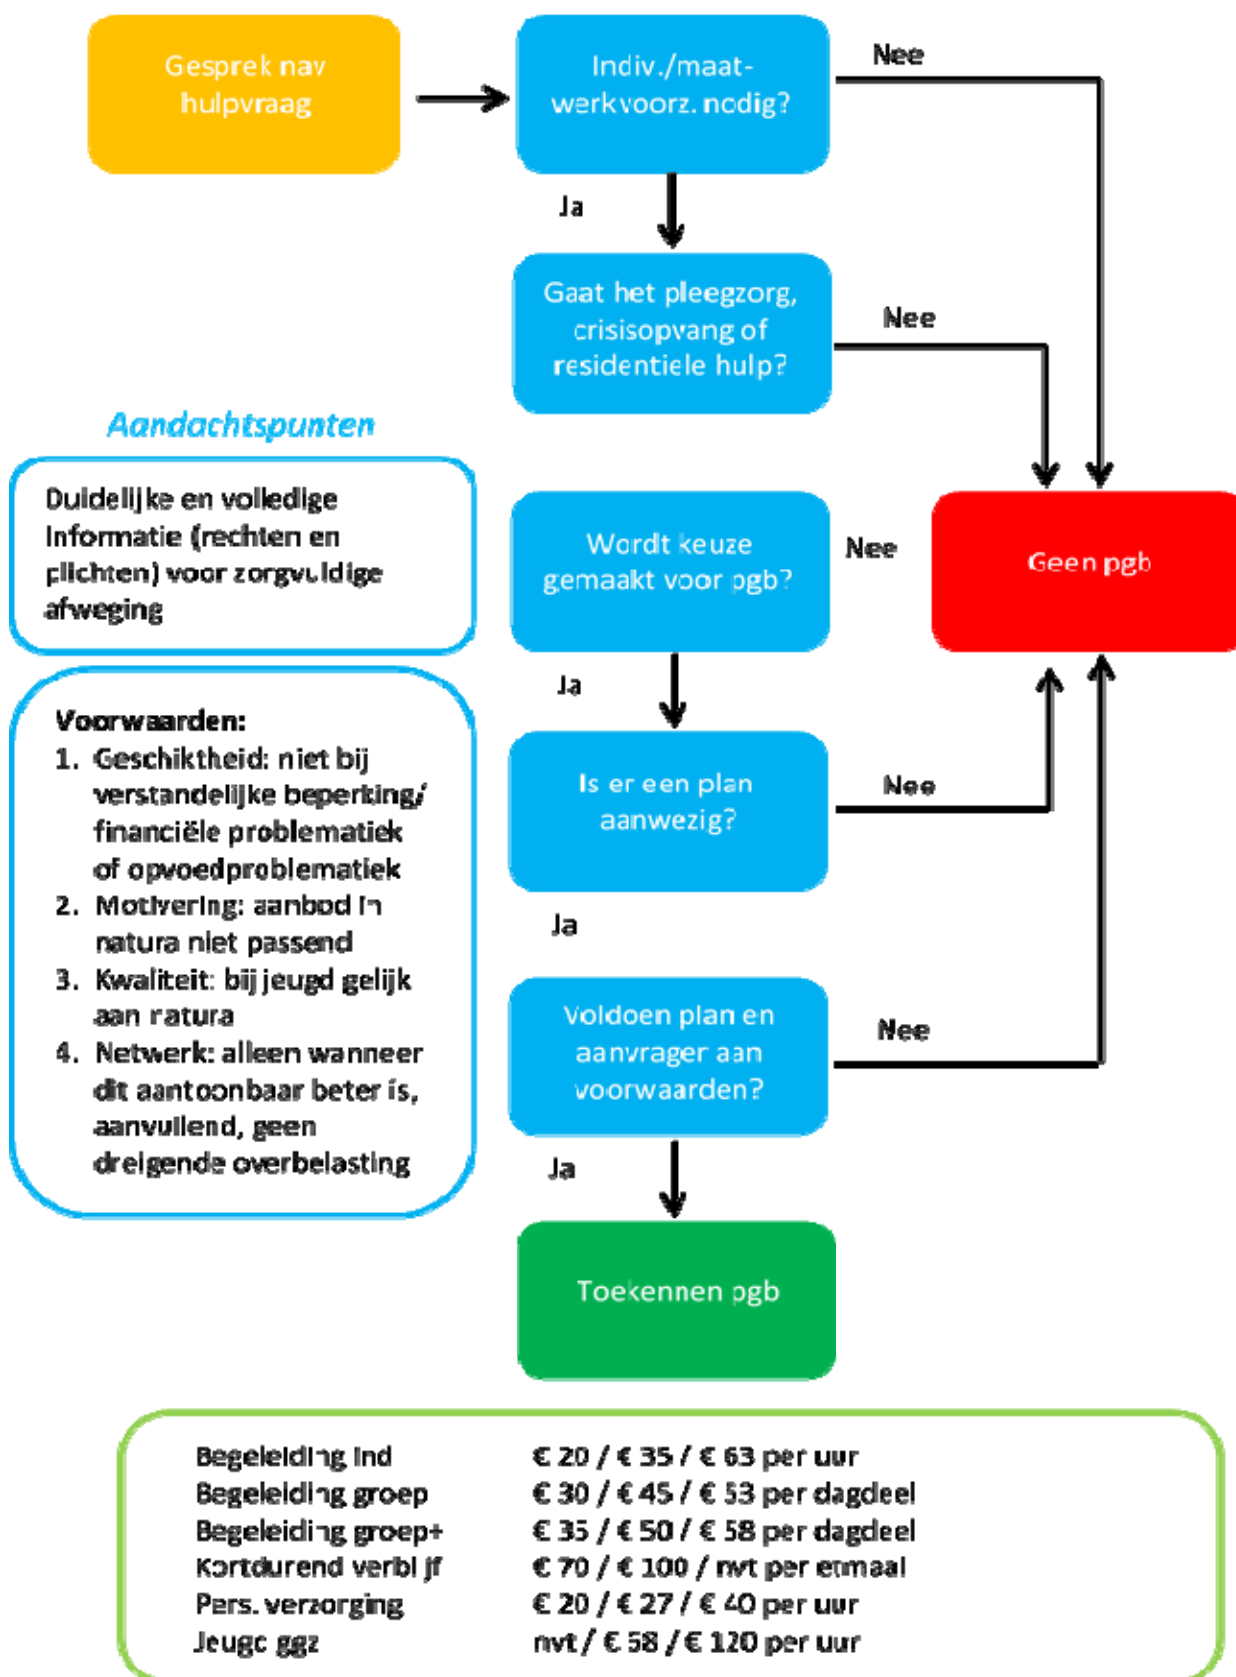 Gesprek nav
hulpvraag
Indiv./maat-
werkvoorz. nodig?
Nee
Ja
Gaat het pleegzorg,
crisisopvang of
residentiele hulp?
Nee
Aandachtspunten
Duidelijke en volledige
Informatie (rechten en
plichten) voor zorgvuldige
afweging
Wordt keuze
gemaakt voor pgb?
Nee
Geen pgb
Ja
Voorwaarden:
1. Geschiktheid: niet bij
verstandelijke beperking/
financiële problematiek
of opvoedproblematiek
2. Motivering: aanbod in
natura niet passend
3. Kwaliteit: bij jeugd gelijk
aan natura
4. Netwerk: alleen wanneer
dit aantoonbaar beter is,
aanvullend, geen
dreigende overbelasting
Is er een plan
aanwezig?
Nee
Ja
Voldoen plan en
aanvrager aan
voorwaarden?
Nee
Ja
Toekennen pgb
Begeleiding ind € 20 / € 35 / € 63 per uur
Begeleiding groep € 30 / € 45 / € 53 per dagdeel
Begeleiding groep+ € 35 / € 50 / € 58 per dagdeel
Kortdurend verblijf € 70 / € 100 / nvt per etmaal
Pers. verzorging € 20 / € 27 / € 40 per uur
Jeugd ggz nvt / € 58 / € 120 per uur